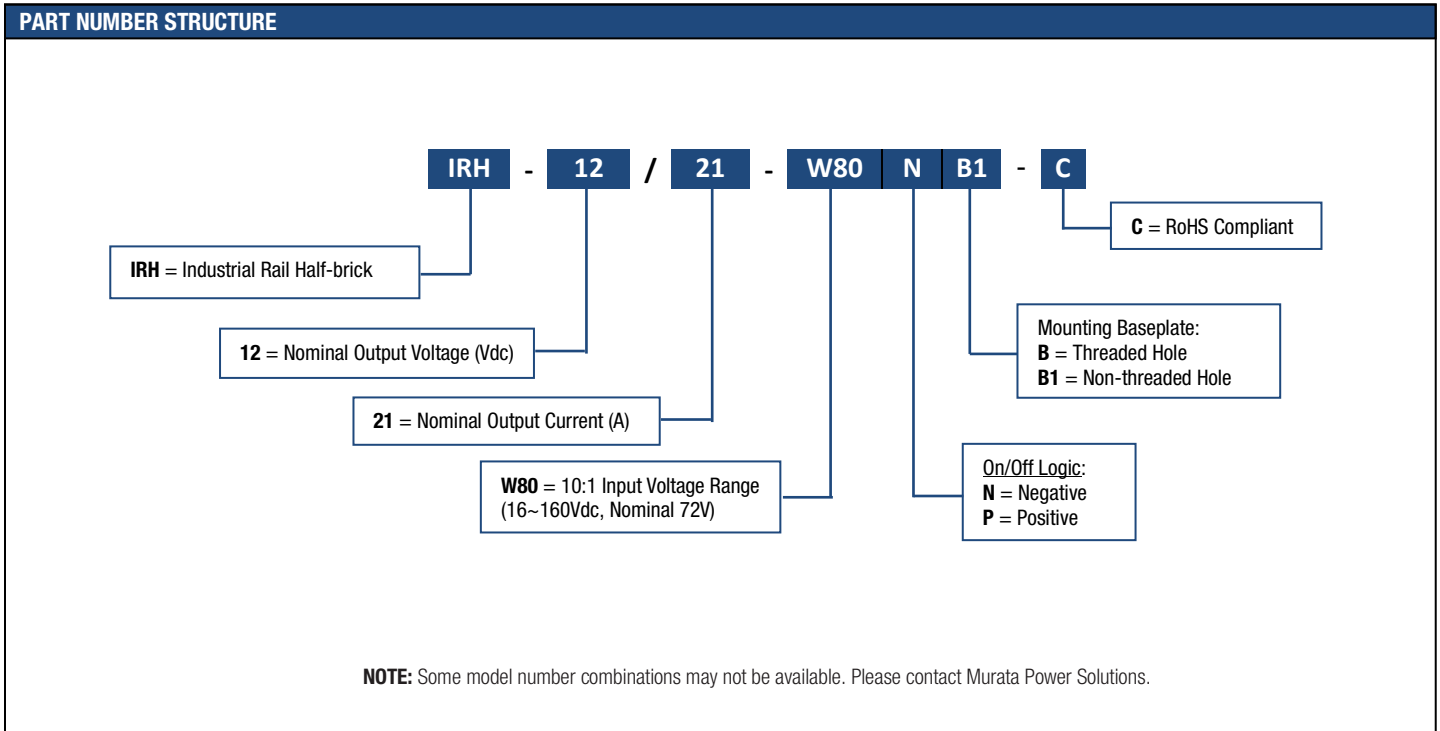 PART NUMBER STRUCTURE
IRH - 12 / 21 - W80 N B1 - C
C = RoHS Compliant
IRH = Industrial Rail Half-brick
Mounting Baseplate:
B = Threaded Hole
B1 = Non-threaded Hole
12 = Nominal Output Voltage (Vdc)
21 = Nominal Output Current (A)
On/Off Logic:
N = Negative
P = Positive
W80 = 10:1 Input Voltage Range
(16~160Vdc, Nominal 72V)
NOTE: Some model number combinations may not be available. Please contact Murata Power Solutions.